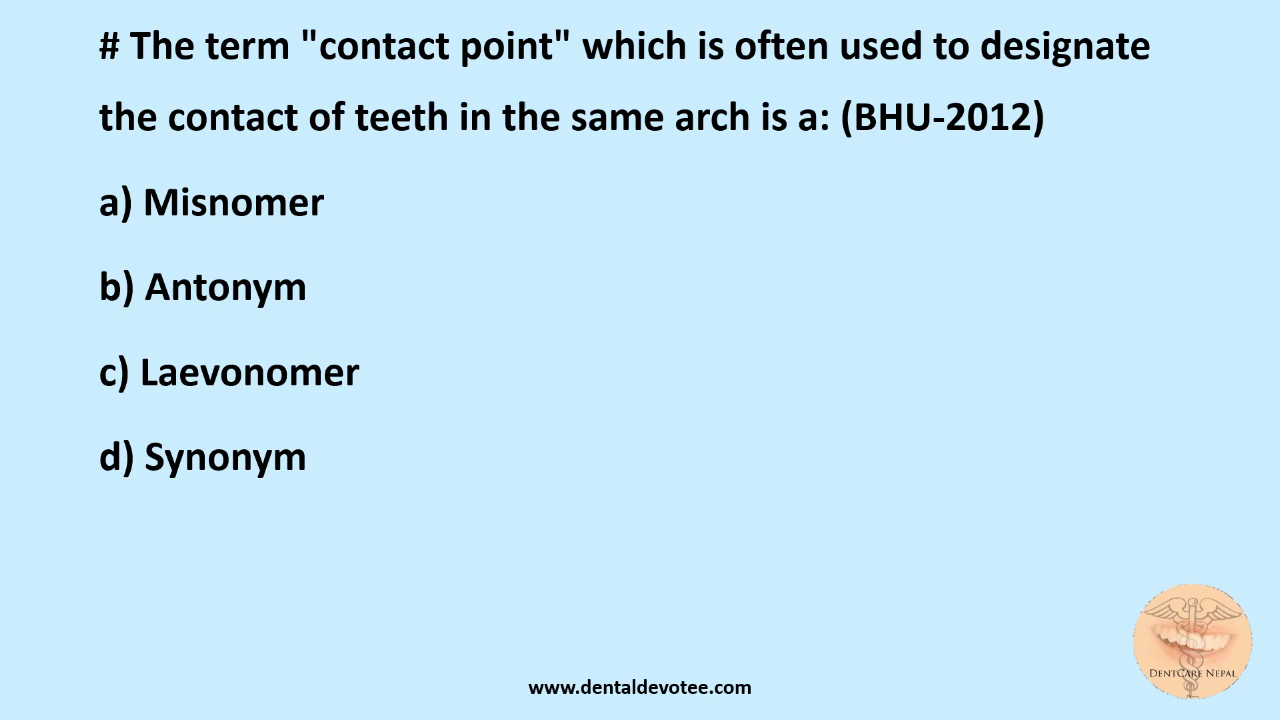 # The term "contact point" which is often used to designate
the contact of teeth in the same arch is a: (BHU-2012)
a) Misnomer
b) Antonym
c) Laevonomer
d) Synonym
DentCare Nepal
www.dentaldevotee.com